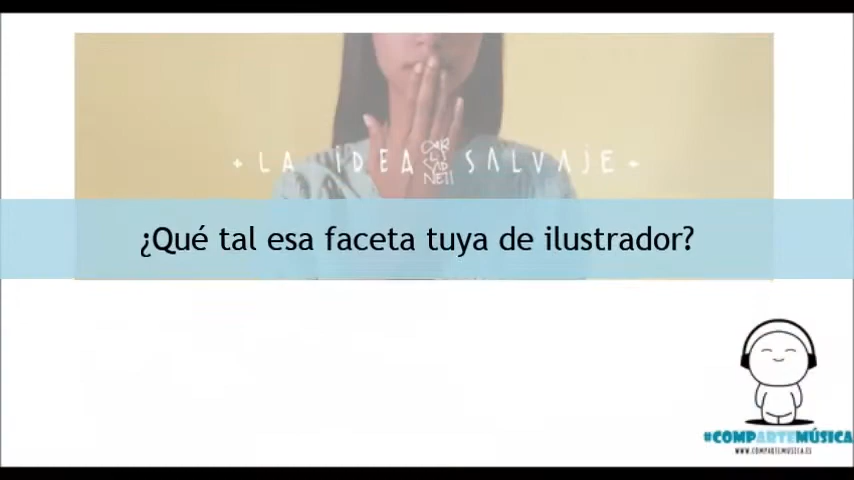 + LA iDEA SALVAjE +
¿Qué tal esa faceta tuya de ilustrador?
#COMPARTEMÚSICA
WWW.COMPARTEMUSICA.ES